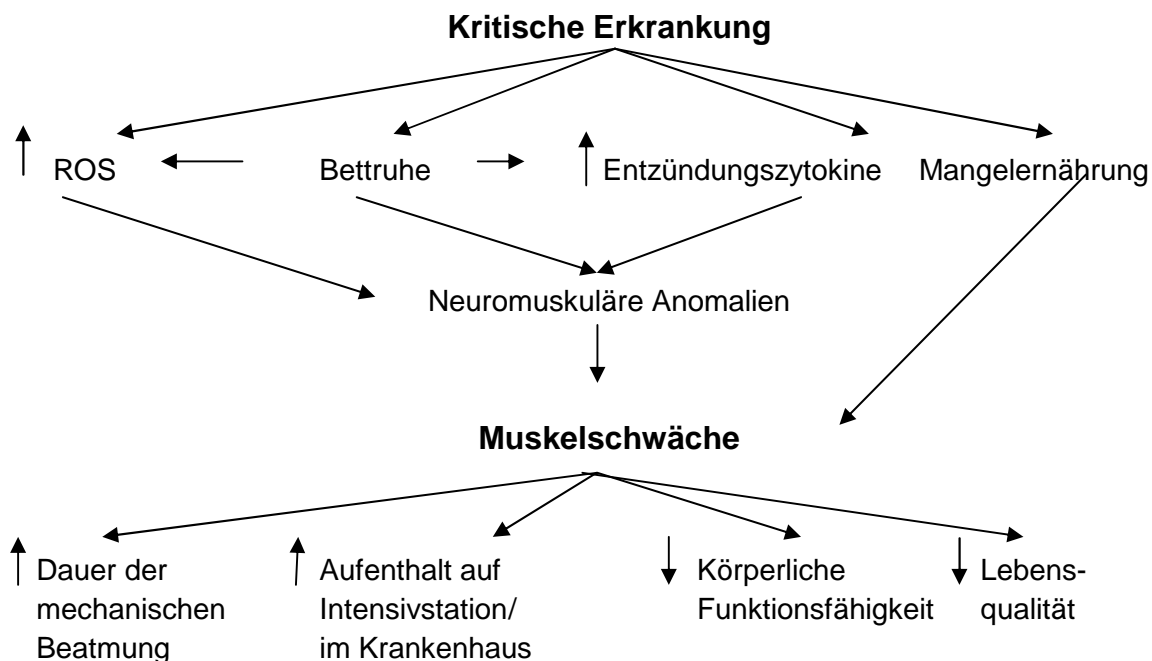 Kritische Erkrankung
ROS
Bettruhe
Entzündungszytokine
Mangelernährung
Neuromuskuläre Anomalien
Muskelschwäche
Dauer der
mechanischen
Beatmung
Aufenthalt auf
Intensivstation/
im Krankenhaus
Körperliche
Funktionsfähigkeit
Lebens-
qualität